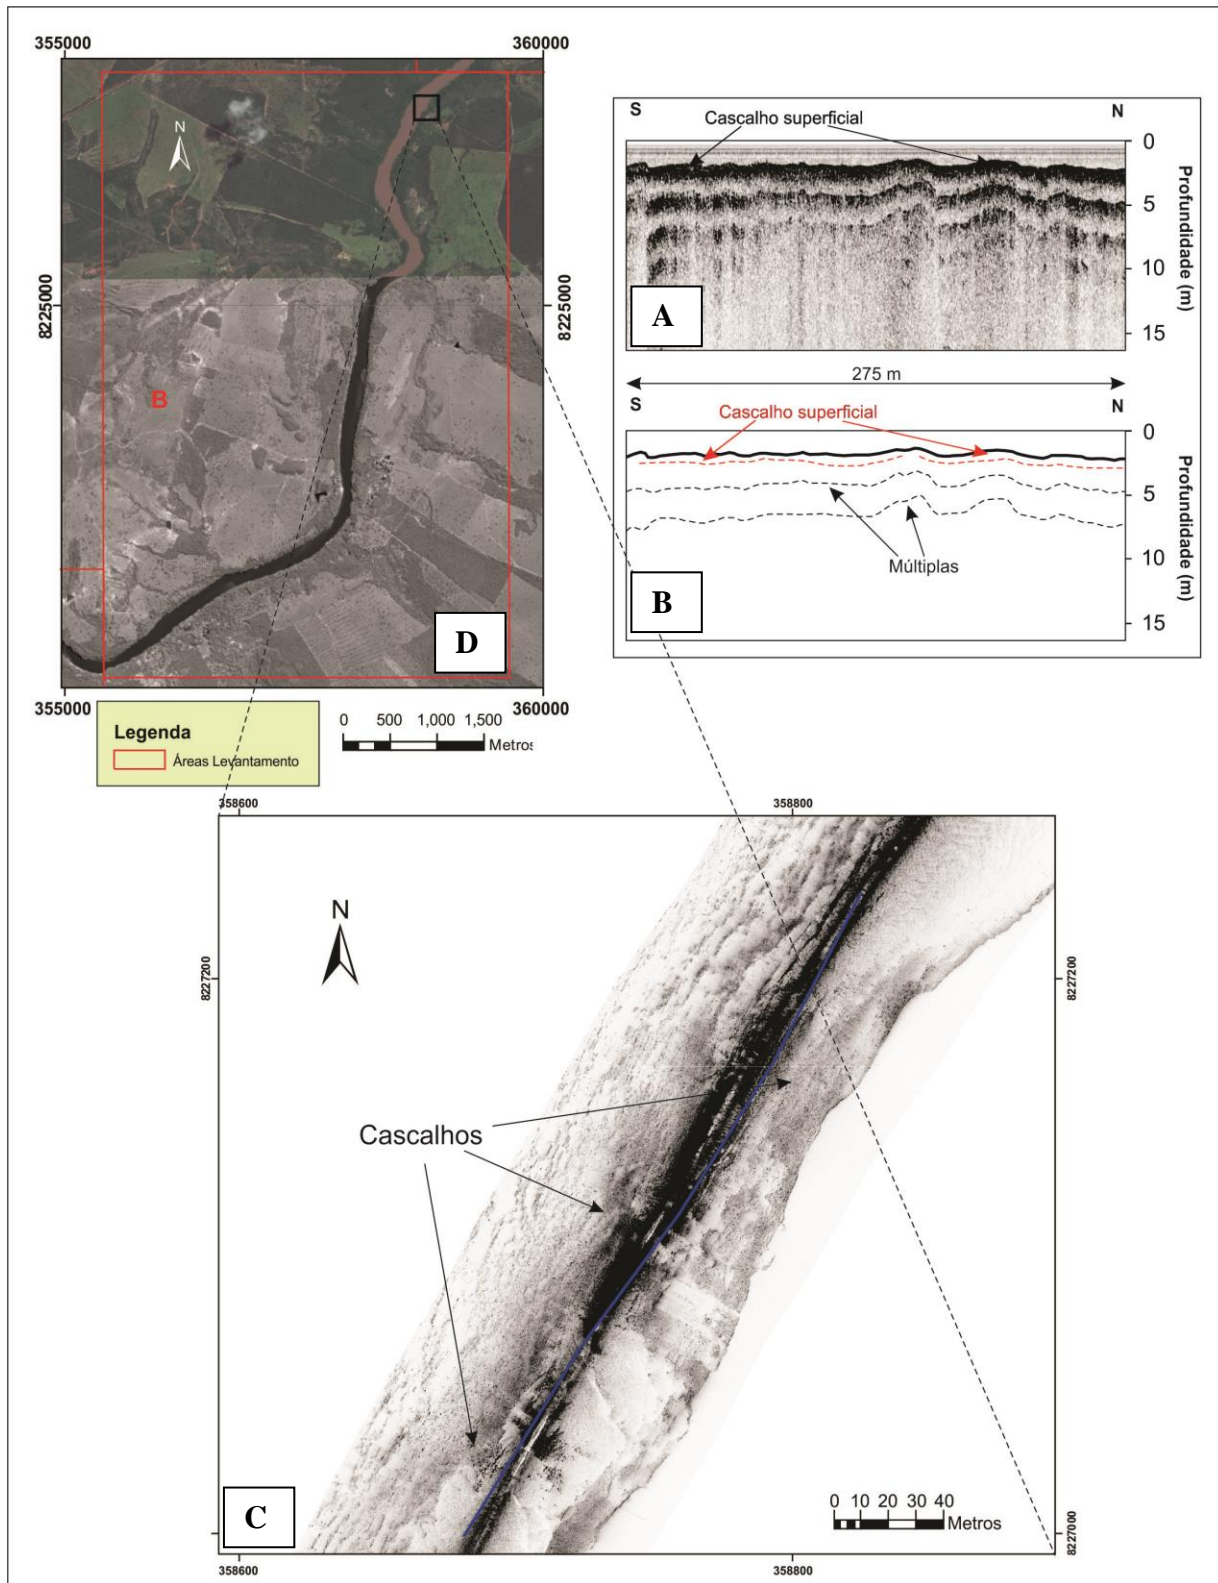 355000
360000
N
8225000
8225000
B
D
355000
360000
Legenda
Áreas Levantamento
0 500 1,000 1,500
Metros
S
N
Cascalho superficial
0
5
10
15
Profundidade (m)
A
275 m
S
N
Cascalho superficial
0
5
10
15
Profundidade (m)
Múltiplas
B
358600
358800
N
8227200
8227200
Cascalhos
C
0 10 20 30 40
Metros
8227000
358600
358800